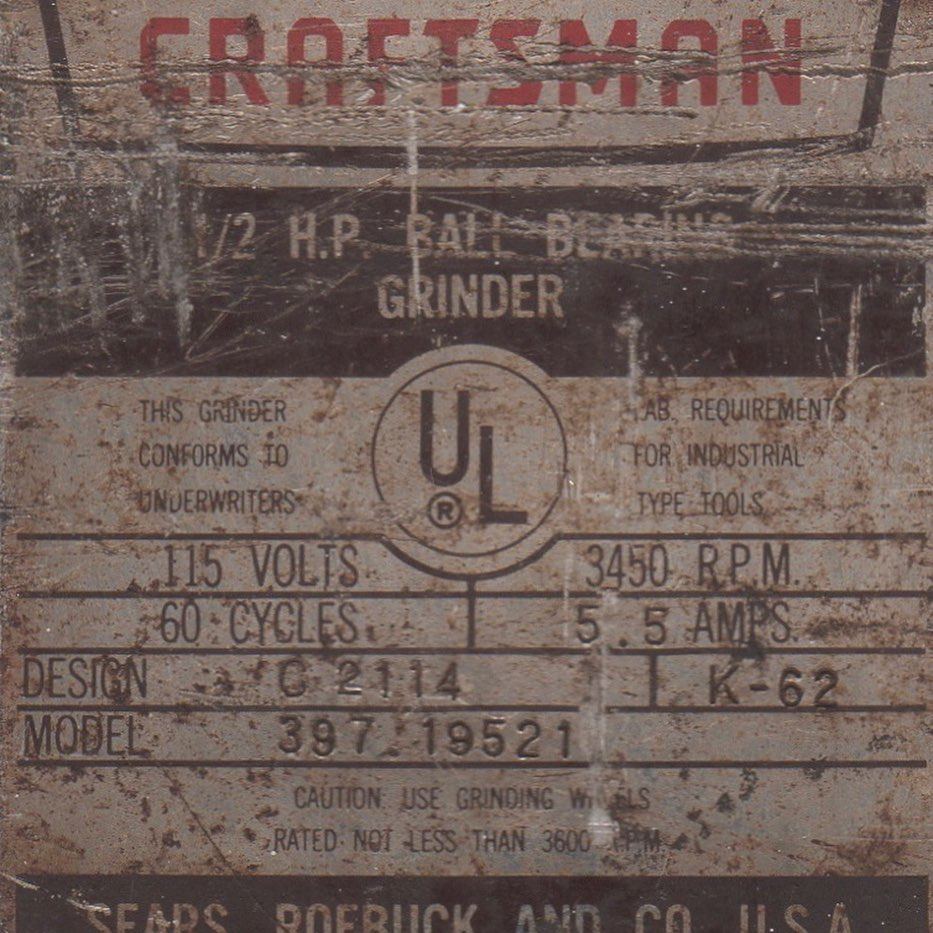 CRAFTSMAN
1/2 H.P. BALL BEARING
GRINDER
THIS GRINDER
CONFORMS TO
UNDERWRITERS'
UL
®
LAB. REQUIREMENTS
FOR INDUSTRIAL
TYPE TOOLS
115 VOLTS 3450 R.P.M.
60 CYCLES 5.5 AMPS.
DESIGN C 2114 K-62
MODEL 397.19521
CAUTION: USE GRINDING WHEELS
RATED NOT LESS THAN 3600 R.P.M.
SEARS, ROEBUCK AND CO. U.S.A.